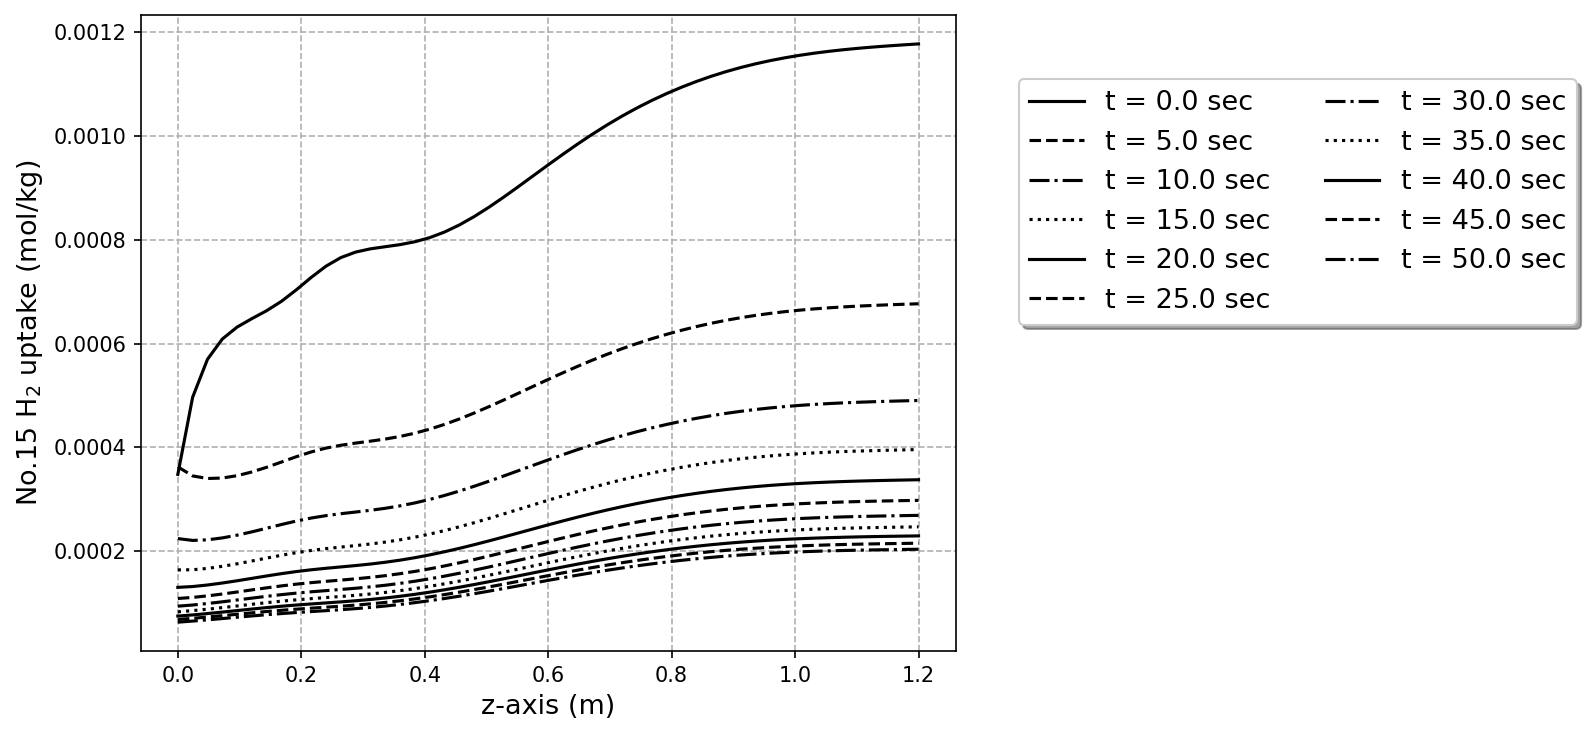 0.0012
0.0010
0.0008
0.0006
0.0004
0.0002
No.15 H₂ uptake (mol/kg)
0.0 0.2 0.4 0.6 0.8 1.0 1.2
z-axis (m)
t = 0.0 sec
t = 5.0 sec
t = 10.0 sec
t = 15.0 sec
t = 20.0 sec
t = 25.0 sec
t = 30.0 sec
t = 35.0 sec
t = 40.0 sec
t = 45.0 sec
t = 50.0 sec